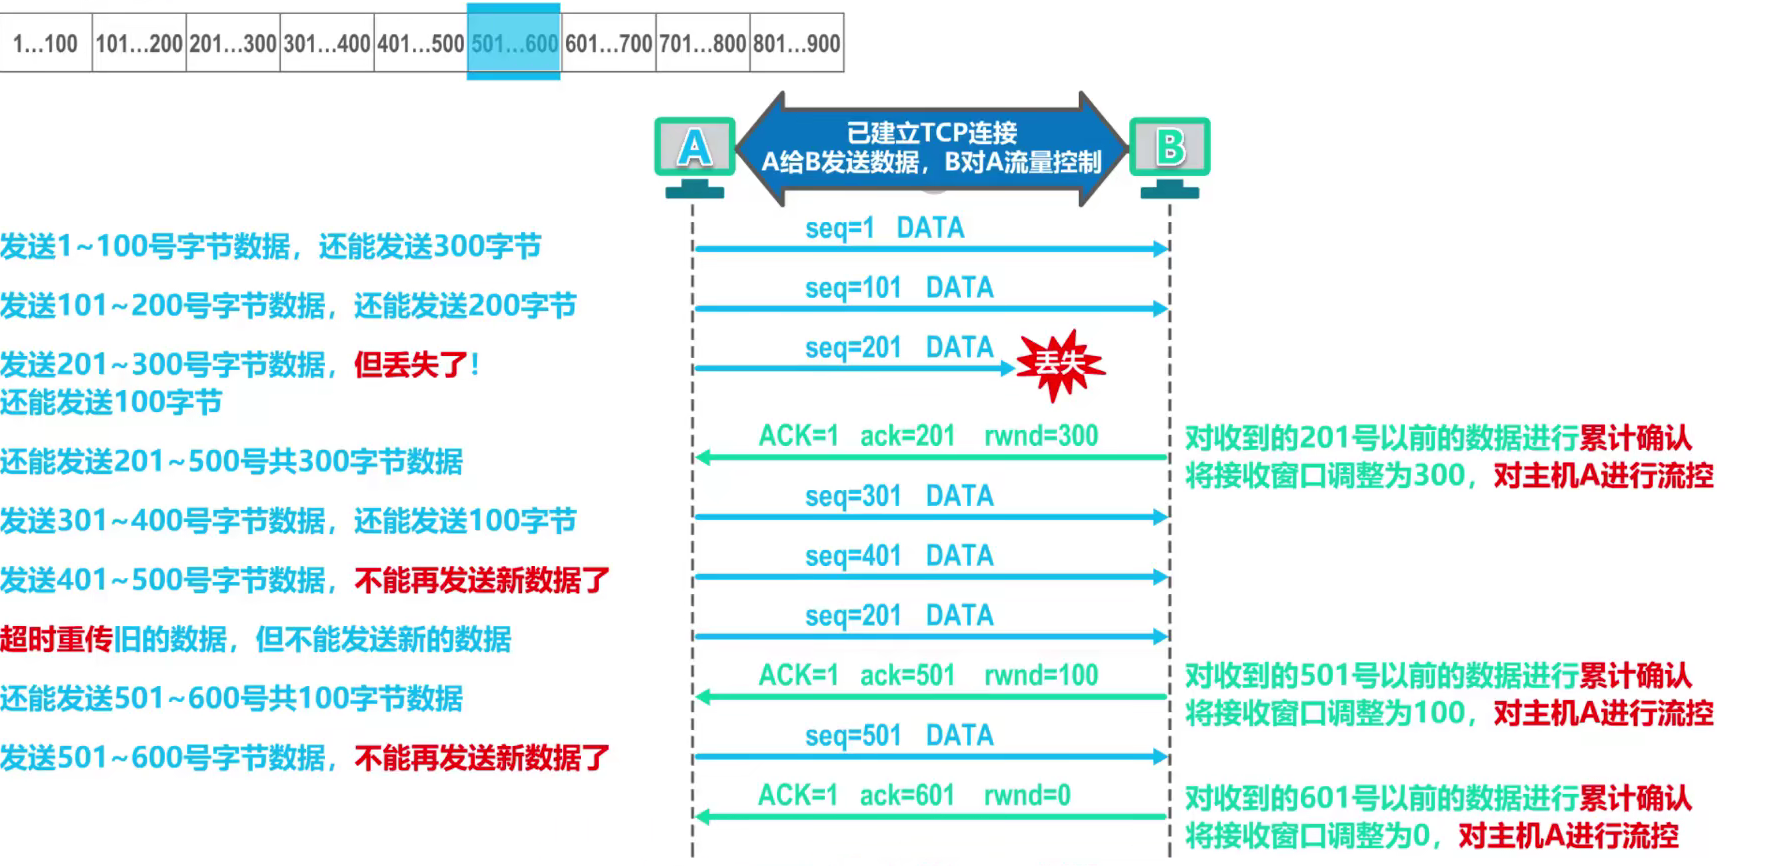 1...100 101...200 201...300 301...400 401...500 501...600 601...700 701...800 801...900
A
已建立TCP连接
A给B发送数据，B对A流量控制
B
seq=1 DATA
发送1~100号字节数据，还能发送300字节
seq=101 DATA
发送101~200号字节数据，还能发送200字节
seq=201 DATA
丢失
发送201~300号字节数据，但丢失了！
还能发送100字节
ACK=1 ack=201 rwnd=300
对收到的201号以前的数据进行累计确认
将接收窗口调整为300，对主机A进行流控
还能发送201~500号共300字节数据
seq=301 DATA
发送301~400号字节数据，还能发送100字节
seq=401 DATA
发送401~500号字节数据，不能再发送新数据了
seq=201 DATA
超时重传旧的数据，但不能发送新的数据
ACK=1 ack=501 rwnd=100
对收到的501号以前的数据进行累计确认
将接收窗口调整为100，对主机A进行流控
还能发送501~600号共100字节数据
seq=501 DATA
发送501~600号字节数据，不能再发送新数据了
ACK=1 ack=601 rwnd=0
对收到的601号以前的数据进行累计确认
将接收窗口调整为0，对主机A进行流控